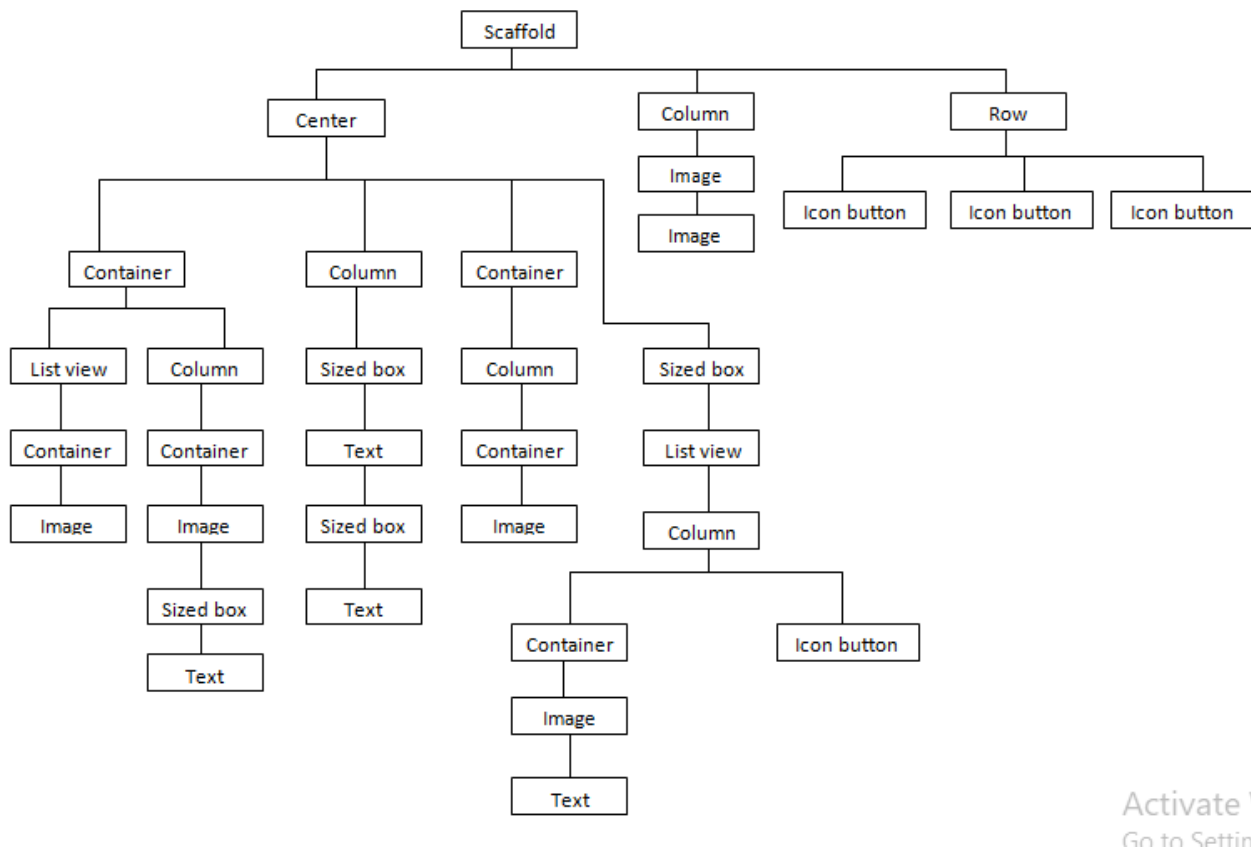 Scaffold
Center
Column
Row
Image
Icon button
Icon button
Icon button
Image
Container
Column
Container
List view
Column
Sized box
Column
Sized box
Container
Container
Text
Container
List view
Image
Image
Sized box
Image
Column
Sized box
Text
Container
Icon button
Text
Image
Text
Activate
Go to